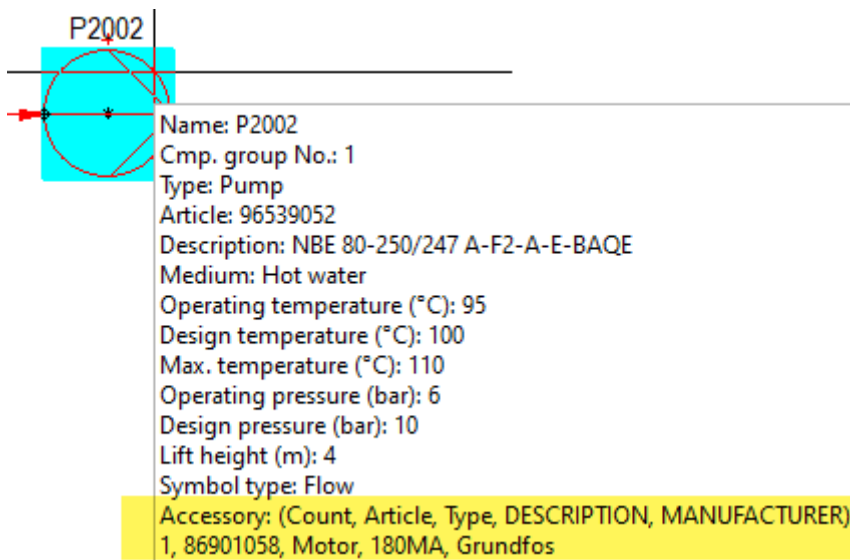 P2002
Name: P2002
Cmp. group No.: 1
Type: Pump
Article: 96539052
Description: NBE 80-250/247 A-F2-A-E-BAQE
Medium: Hot water
Operating temperature (°C): 95
Design temperature (°C): 100
Max. temperature (°C): 110
Operating pressure (bar): 6
Design pressure (bar): 10
Lift height (m): 4
Symbol type: Flow
Accessory: (Count, Article, Type, DESCRIPTION, MANUFACTURER)
1, 86901058, Motor, 180MA, Grundfos